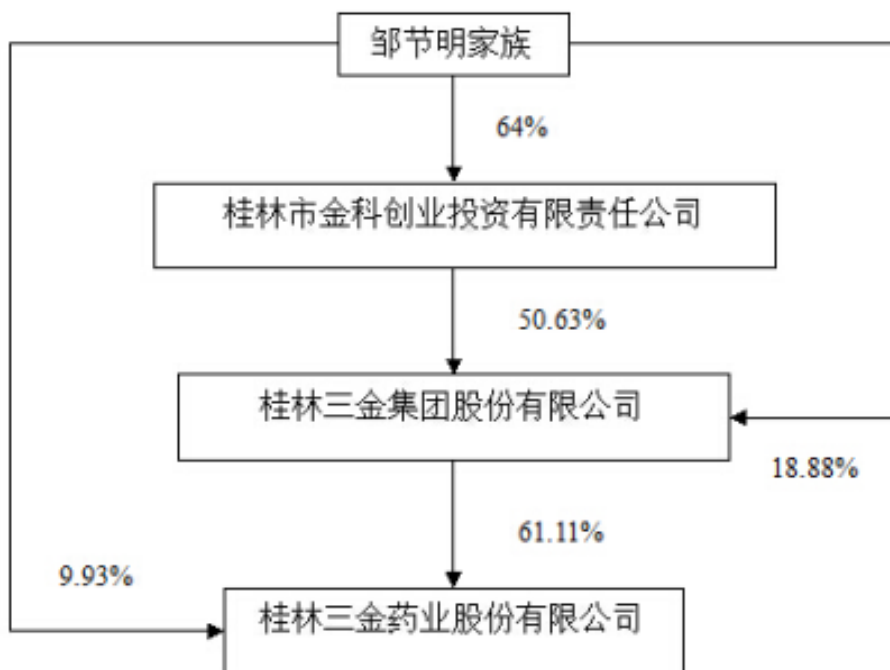 邹节明家族
64%
桂林市金科创业投资有限责任公司
50.63%
桂林三金集团股份有限公司
18.88%
61.11%
9.93%
桂林三金药业股份有限公司